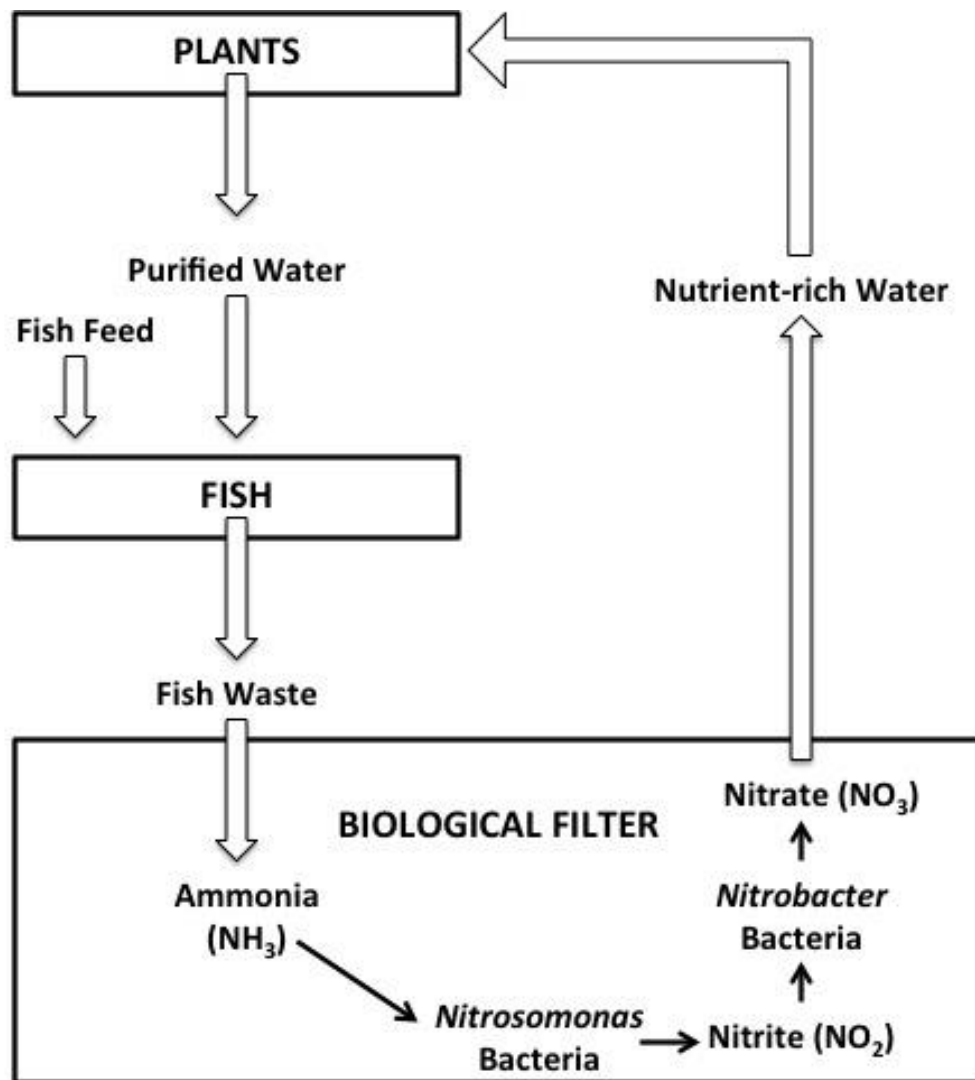 PLANTS
Purified Water
Nutrient-rich Water
Fish Feed
FISH
Fish Waste
BIOLOGICAL FILTER
Nitrate (NO₃)
Ammonia
(NH₃)
Nitrobacter
Bacteria
Nitrosomonas
Bacteria
Nitrite (NO₂)